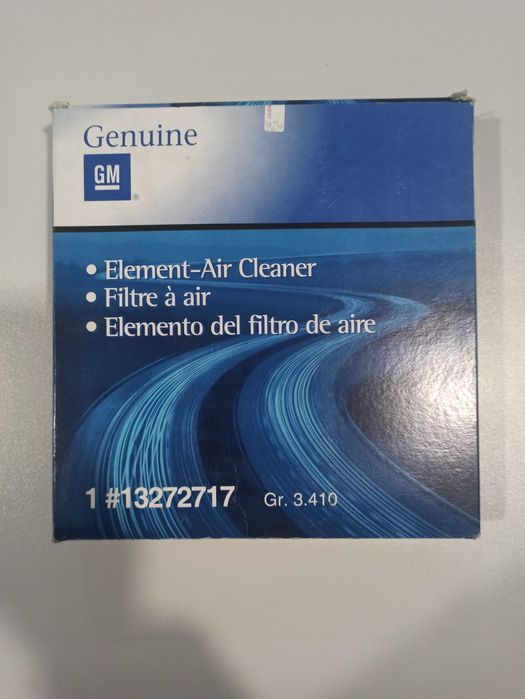 Genuine
GM
®
• Element-Air Cleaner
• Filtre à air
• Elemento del filtro de aire
1 #13272717 Gr. 3.410